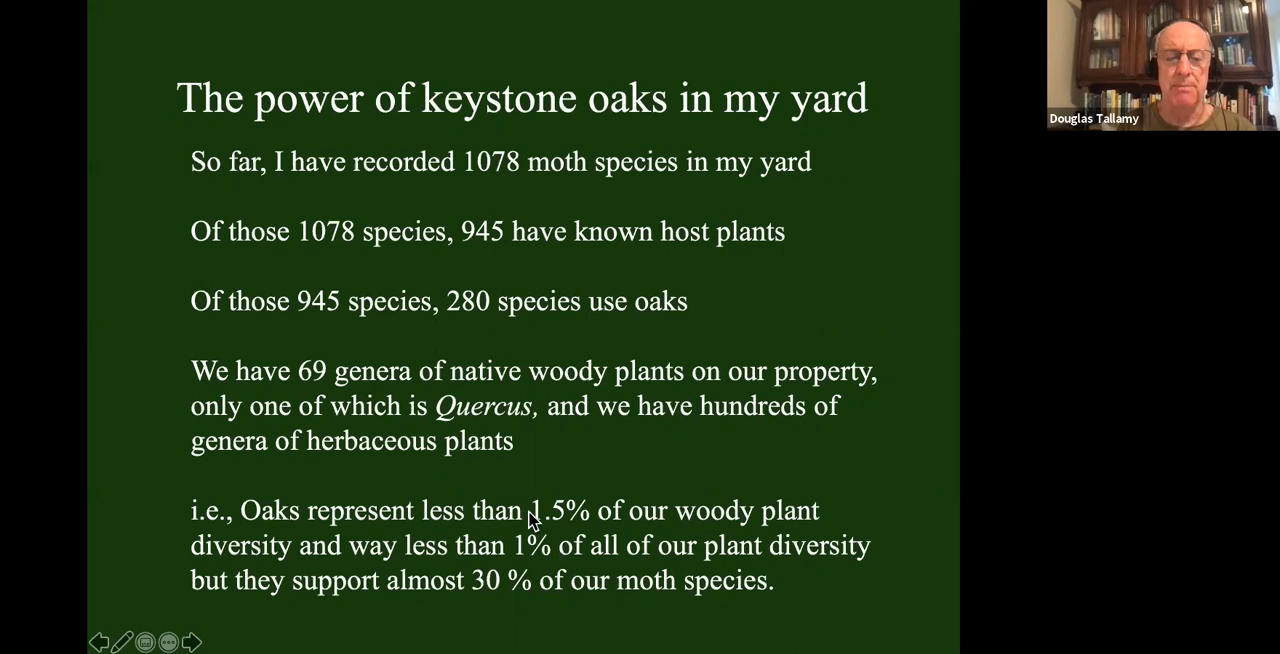 The power of keystone oaks in my yard
So far, I have recorded 1078 moth species in my yard
Of those 1078 species, 945 have known host plants
Of those 945 species, 280 species use oaks
We have 69 genera of native woody plants on our property,
only one of which is Quercus, and we have hundreds of
genera of herbaceous plants
i.e., Oaks represent less than 1.5% of our woody plant
diversity and way less than 1% of all of our plant diversity
but they support almost 30 % of our moth species.
Douglas Tallamy